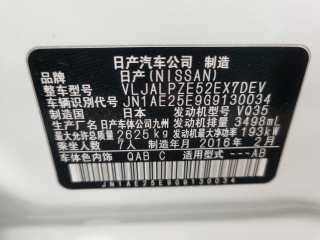 日产汽车公司 制造
品牌 日产(NISSAN)
整车型号 VLJALPZE52EX7DEV
车辆识别代号 JN1AE25E9G9130034
制造国 日本 发动机型号 VQ35
制造厂 日产车体公司九州 发动机排量 3498mL
最大允许总质量 2625kg 发动机最大净功率 193kW
乘坐人数 7人 制造年月 2016年 2月
车体色内饰 QAB C 适用型号 ---AB
JN1AE25E9G9130034